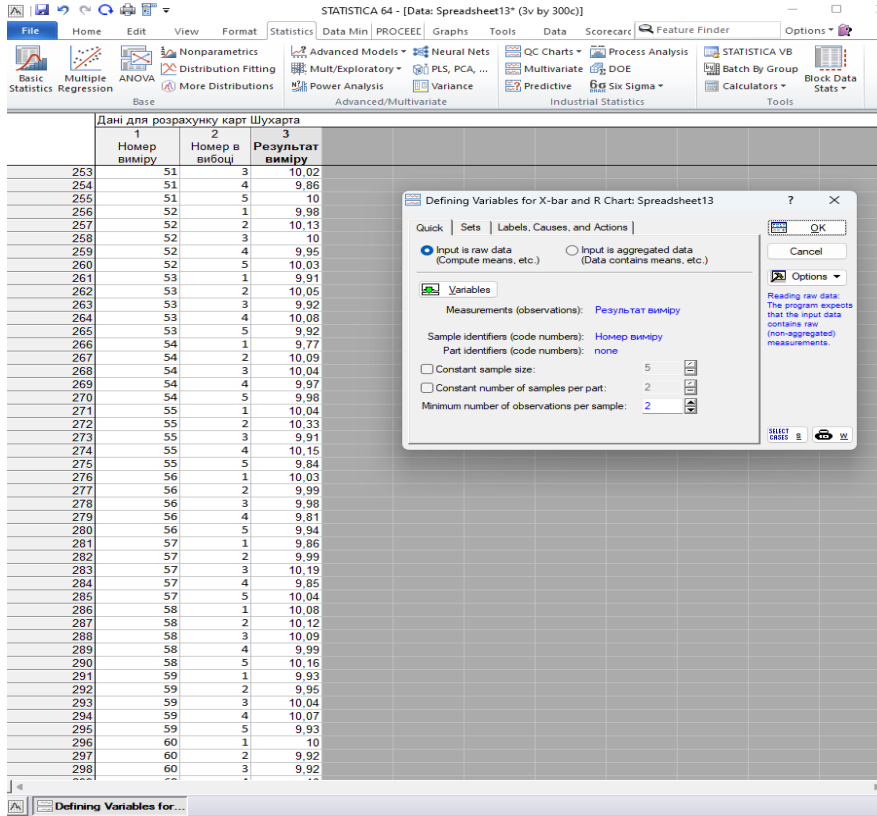 STATISTICA 64 - [Data: Spreadsheet13* (3v by 300c)]
File Home Edit View Format Statistics Data Min PROCEEL Graphs Tools Data Scorecarc Feature Finder Options
Basic Statistics
Multiple Regression
ANOVA
Nonparametrics
Distribution Fitting
More Distributions
Base
Advanced Models
Mult/Exploratory
Power Analysis
Neural Nets
PLS, PCA, ...
Variance
Advanced/Multivariate
QC Charts
Multivariate
Predictive
Process Analysis
DOE
6σ Six Sigma
Industrial Statistics
STATISTICA VB
Batch By Group
Calculators
Block Data Stats
Tools
Дані для розрахунку карт Шухарта
1 2 3
Номер Номер в Результат
виміру вибоці виміру
253 51 3 10,02
254 51 4 9,86
255 51 5 10
256 52 1 9,98
257 52 2 10,13
258 52 3 10
259 52 4 9,95
260 52 5 10,03
261 53 1 9,91
262 53 2 10,05
263 53 3 9,92
264 53 4 10,08
265 53 5 9,92
266 54 1 9,77
267 54 2 10,09
268 54 3 10,04
269 54 4 9,97
270 54 5 9,98
271 55 1 10,04
272 55 2 10,33
273 55 3 9,91
274 55 4 10,15
275 55 5 9,84
276 56 1 10,03
277 56 2 9,99
278 56 3 9,98
279 56 4 9,81
280 56 5 9,94
281 57 1 9,86
282 57 2 9,99
283 57 3 10,19
284 57 4 9,85
285 57 5 10,04
286 58 1 10,08
287 58 2 10,12
288 58 3 10,09
289 58 4 9,99
290 58 5 10,16
291 59 1 9,93
292 59 2 9,95
293 59 3 10,04
294 59 4 10,07
295 59 5 9,93
296 60 1 10
297 60 2 9,92
298 60 3 9,92
Defining Variables for X-bar and R Chart: Spreadsheet13 ? X
Quick Sets Labels, Causes, and Actions
Input is raw data
(Compute means, etc.)
Input is aggregated data
(Data contains means, etc.)
Variables
Measurements (observations): Результат виміру
Sample identifiers (code numbers): Номер виміру
Part identifiers (code numbers): none
Constant sample size: 5
Constant number of samples per part: 2
Minimum number of observations per sample: 2
OK
Cancel
Options
Reading raw data:
The program expects
that the input data
contains raw
(non-aggregated)
measurements.
SELECT
CASES S
W
Defining Variables for...